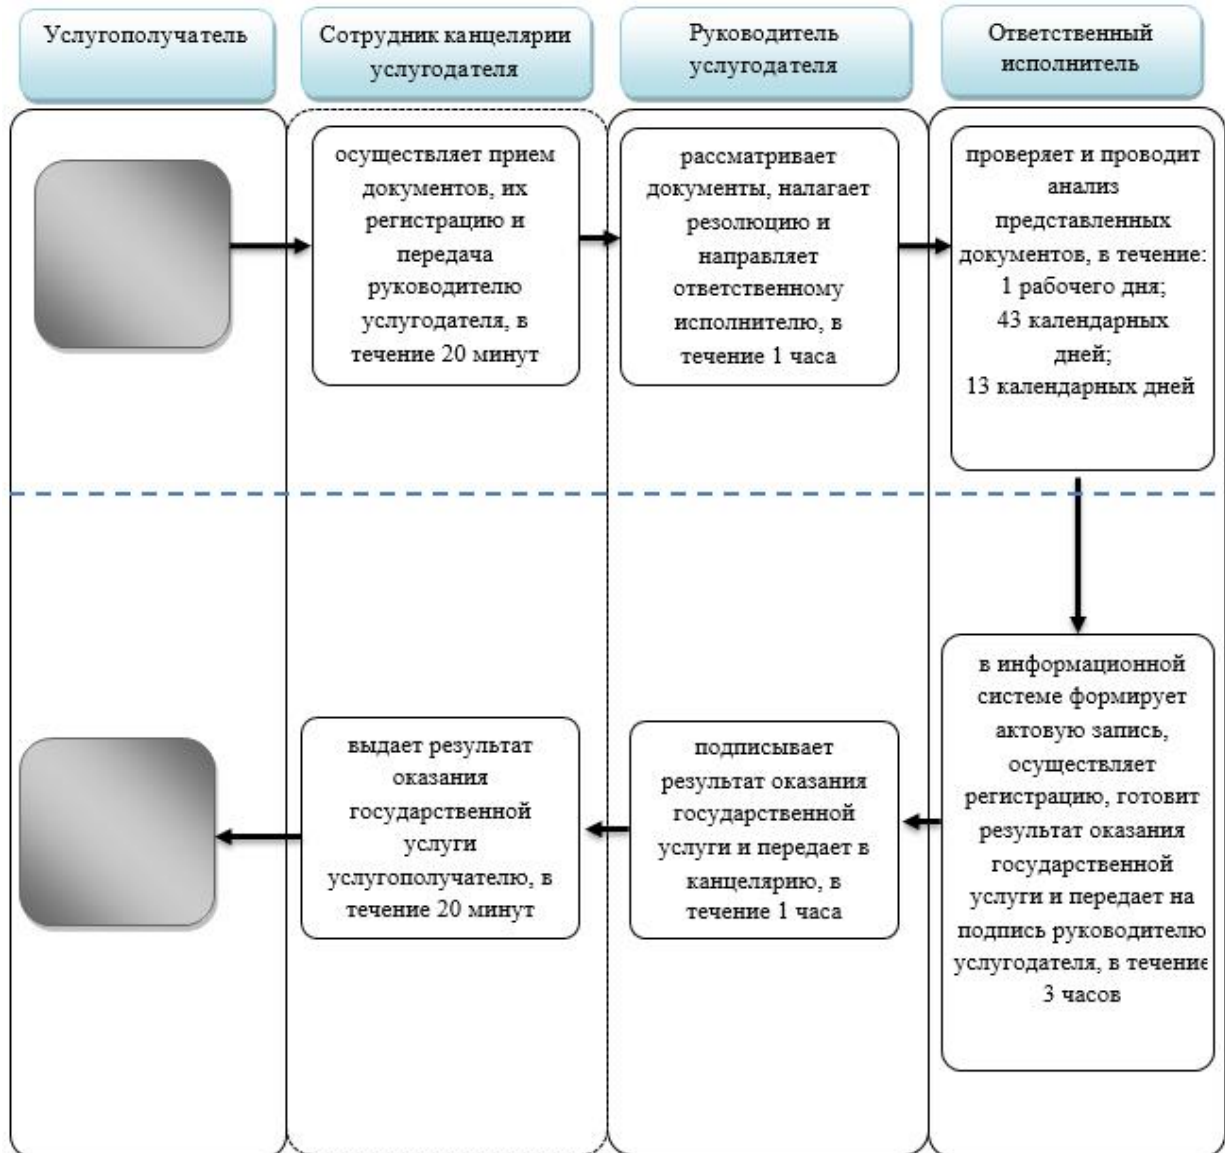 Услугополучатель
Сотрудник канцелярии
услугодателя
Руководитель
услугодателя
Ответственный
исполнитель
осуществляет прием
документов, их
регистрацию и
передача
руководителю
услугодателя, в
течение 20 минут
рассматривает
документы, налагает
резолюцию и
направляет
ответственному
исполнителю, в
течение 1 часа
проверяет и проводит
анализ
представленных
документов, в течение:
1 рабочего дня;
43 календарных
дней;
13 календарных дней
в информационной
системе формирует
актовую запись,
осуществляет
регистрацию, готовит
результат оказания
государственной
услуги и передает на
подпись руководителю
услугодателя, в течение
3 часов
подписывает
результат оказания
государственной
услуги и передает в
канцелярию, в
течение 1 часа
выдает результат
оказания
государственной
услуги
услугополучателю, в
течение 20 минут